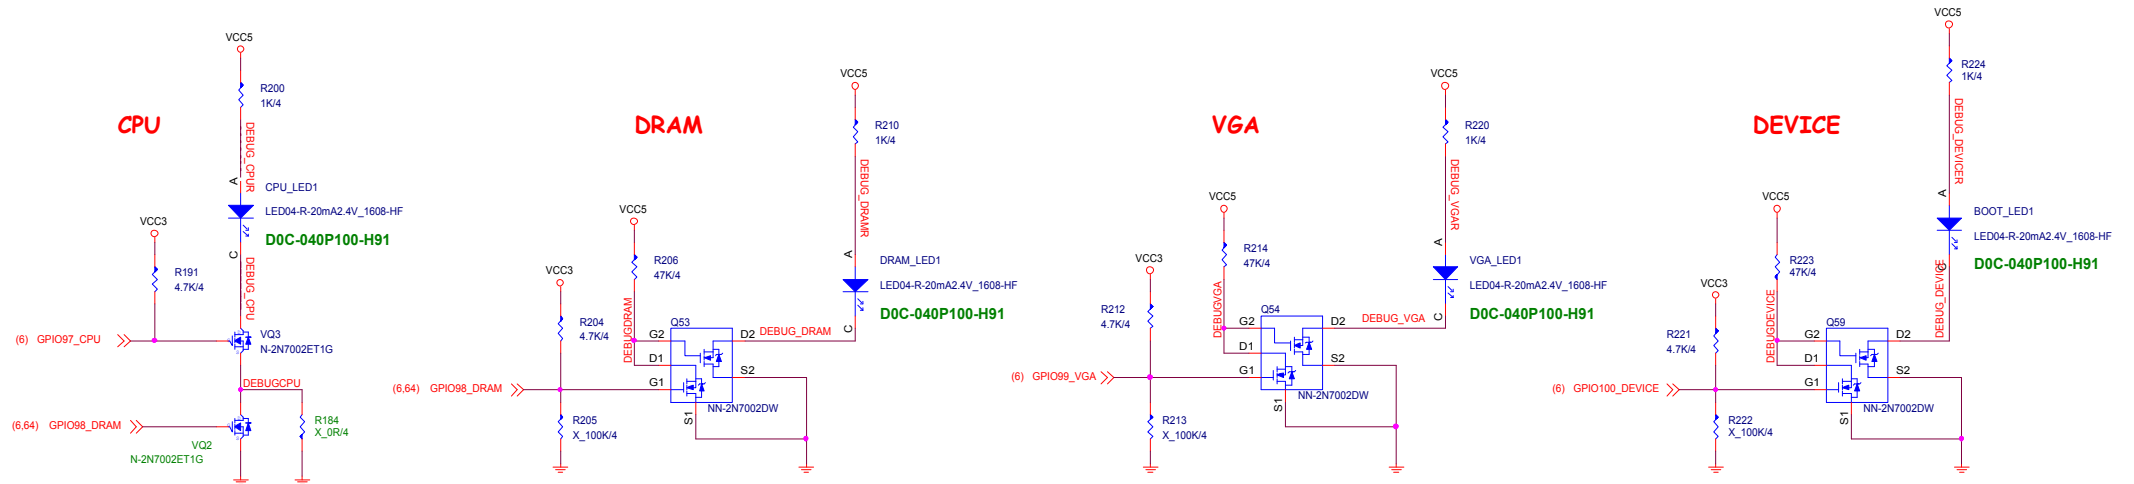 CPU
VCC5
R200
1K/4
DEBUG_CPUR
A
CPU_LED1
LED04-R-20mA2.4V_1608-HF
D0C-040P100-H91
C
DEBUG_CPU
VCC3
R191
4.7K/4
(6) GPIO97_CPU
VQ3
N-2N7002ET1G
DEBUGCPU
(6,64) GPIO98_DRAM
VQ2
N-2N7002ET1G
R184
X_0R/4
DRAM
VCC5
R210
1K/4
DEBUG_DRAMR
A
DRAM_LED1
LED04-R-20mA2.4V_1608-HF
D0C-040P100-H91
C
VCC5
R206
47K/4
DEBUGDRAM
VCC3
R204
4.7K/4
Q53
G2
D2
DEBUG_DRAM
D1
S2
(6,64) GPIO98_DRAM
G1
S1
NN-2N7002DW
R205
X_100K/4
VGA
VCC5
R220
1K/4
DEBUG_VGAR
A
VGA_LED1
LED04-R-20mA2.4V_1608-HF
D0C-040P100-H91
C
VCC5
R214
47K/4
DEBUGVGA
VCC3
R212
4.7K/4
Q54
G2
D2
DEBUG_VGA
D1
S2
(6) GPIO99_VGA
G1
S1
NN-2N7002DW
R213
X_100K/4
DEVICE
VCC5
R224
1K/4
DEBUG_DEVICER
A
BOOT_LED1
LED04-R-20mA2.4V_1608-HF
D0C-040P100-H91
C
DEBUG_DEVICE
VCC5
R223
47K/4
DEBUGDEVICE
VCC3
R221
4.7K/4
Q59
G2
D2
D1
S2
(6) GPIO100_DEVICE
G1
S1
NN-2N7002DW
R222
X_100K/4